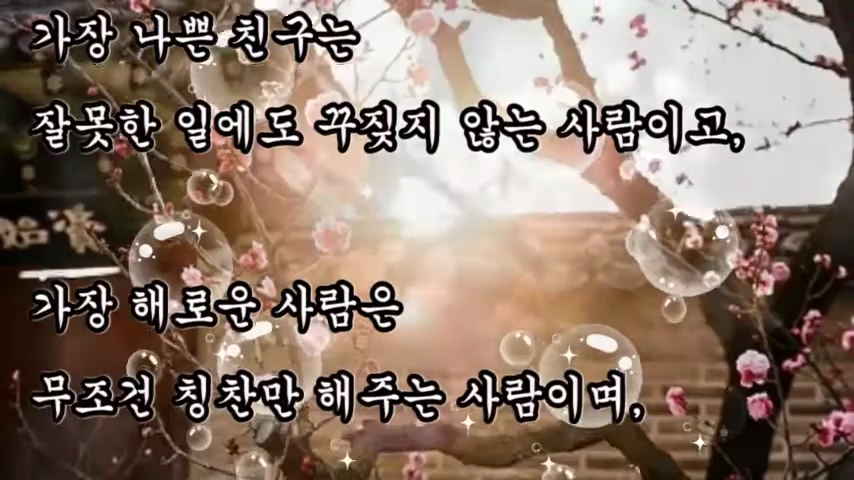 가장 나쁜 친구는
잘못한 일에도 꾸짖지 않는 사람이고,
가장 해로운 사람은
무조건 칭찬만 해주는 사람이며,